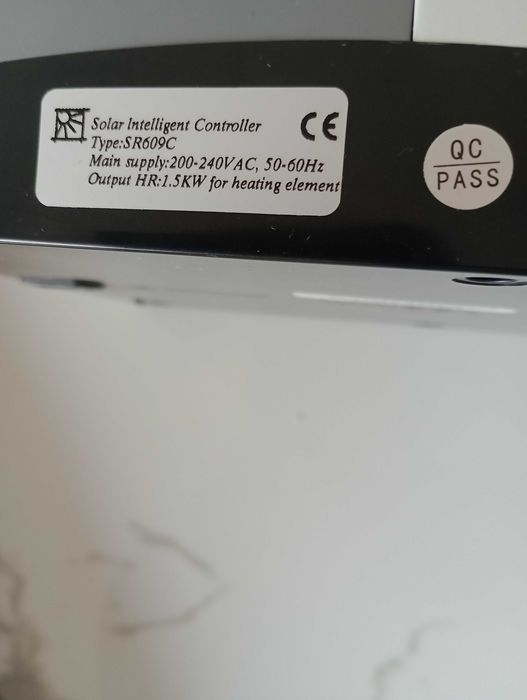 Solar Intelligent Controller
CE
Type:SR609C
Main supply:200-240VAC, 50-60Hz
Output HR:1.5KW for heating element
QC
PASS